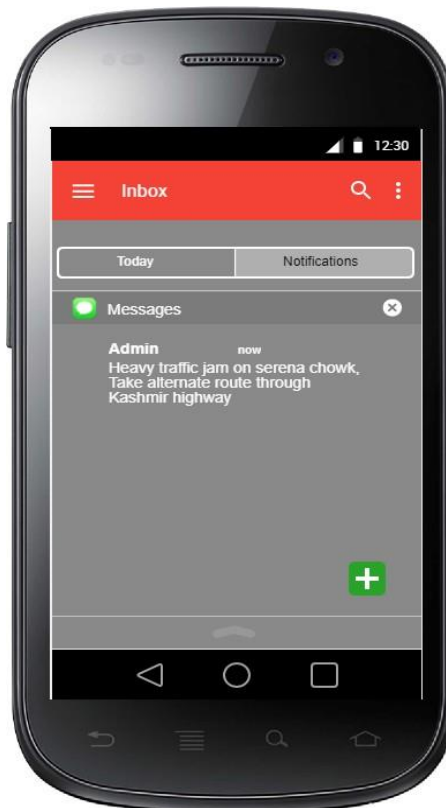 12:30
Inbox
Today
Notifications
Messages
Admin now
Heavy traffic jam on serena chowk,
Take alternate route through
Kashmir highway